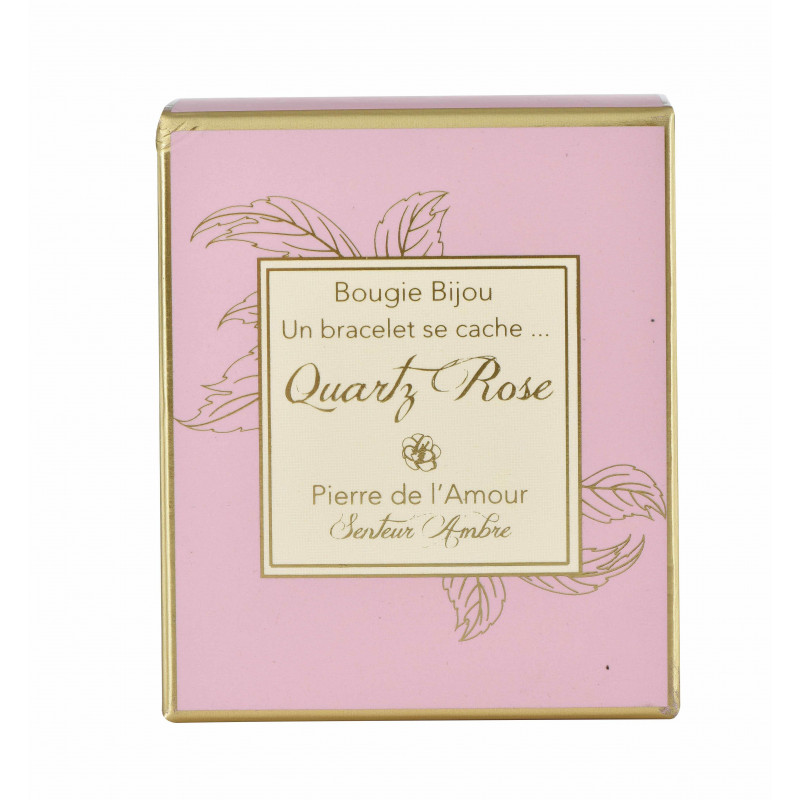 Bougie Bijou
Un bracelet se cache ...
Quartz Rose
Pierre de l'Amour
Senteur Ambre